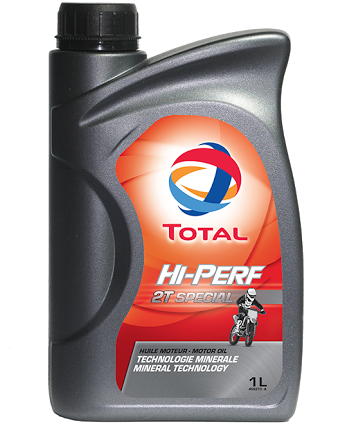 TOTAL
HI-PERF
2T SPECIAL
HUILE MOTEUR - MOTOR OIL
TECHNOLOGIE MINERALE
MINERAL TECHNOLOGY
1L